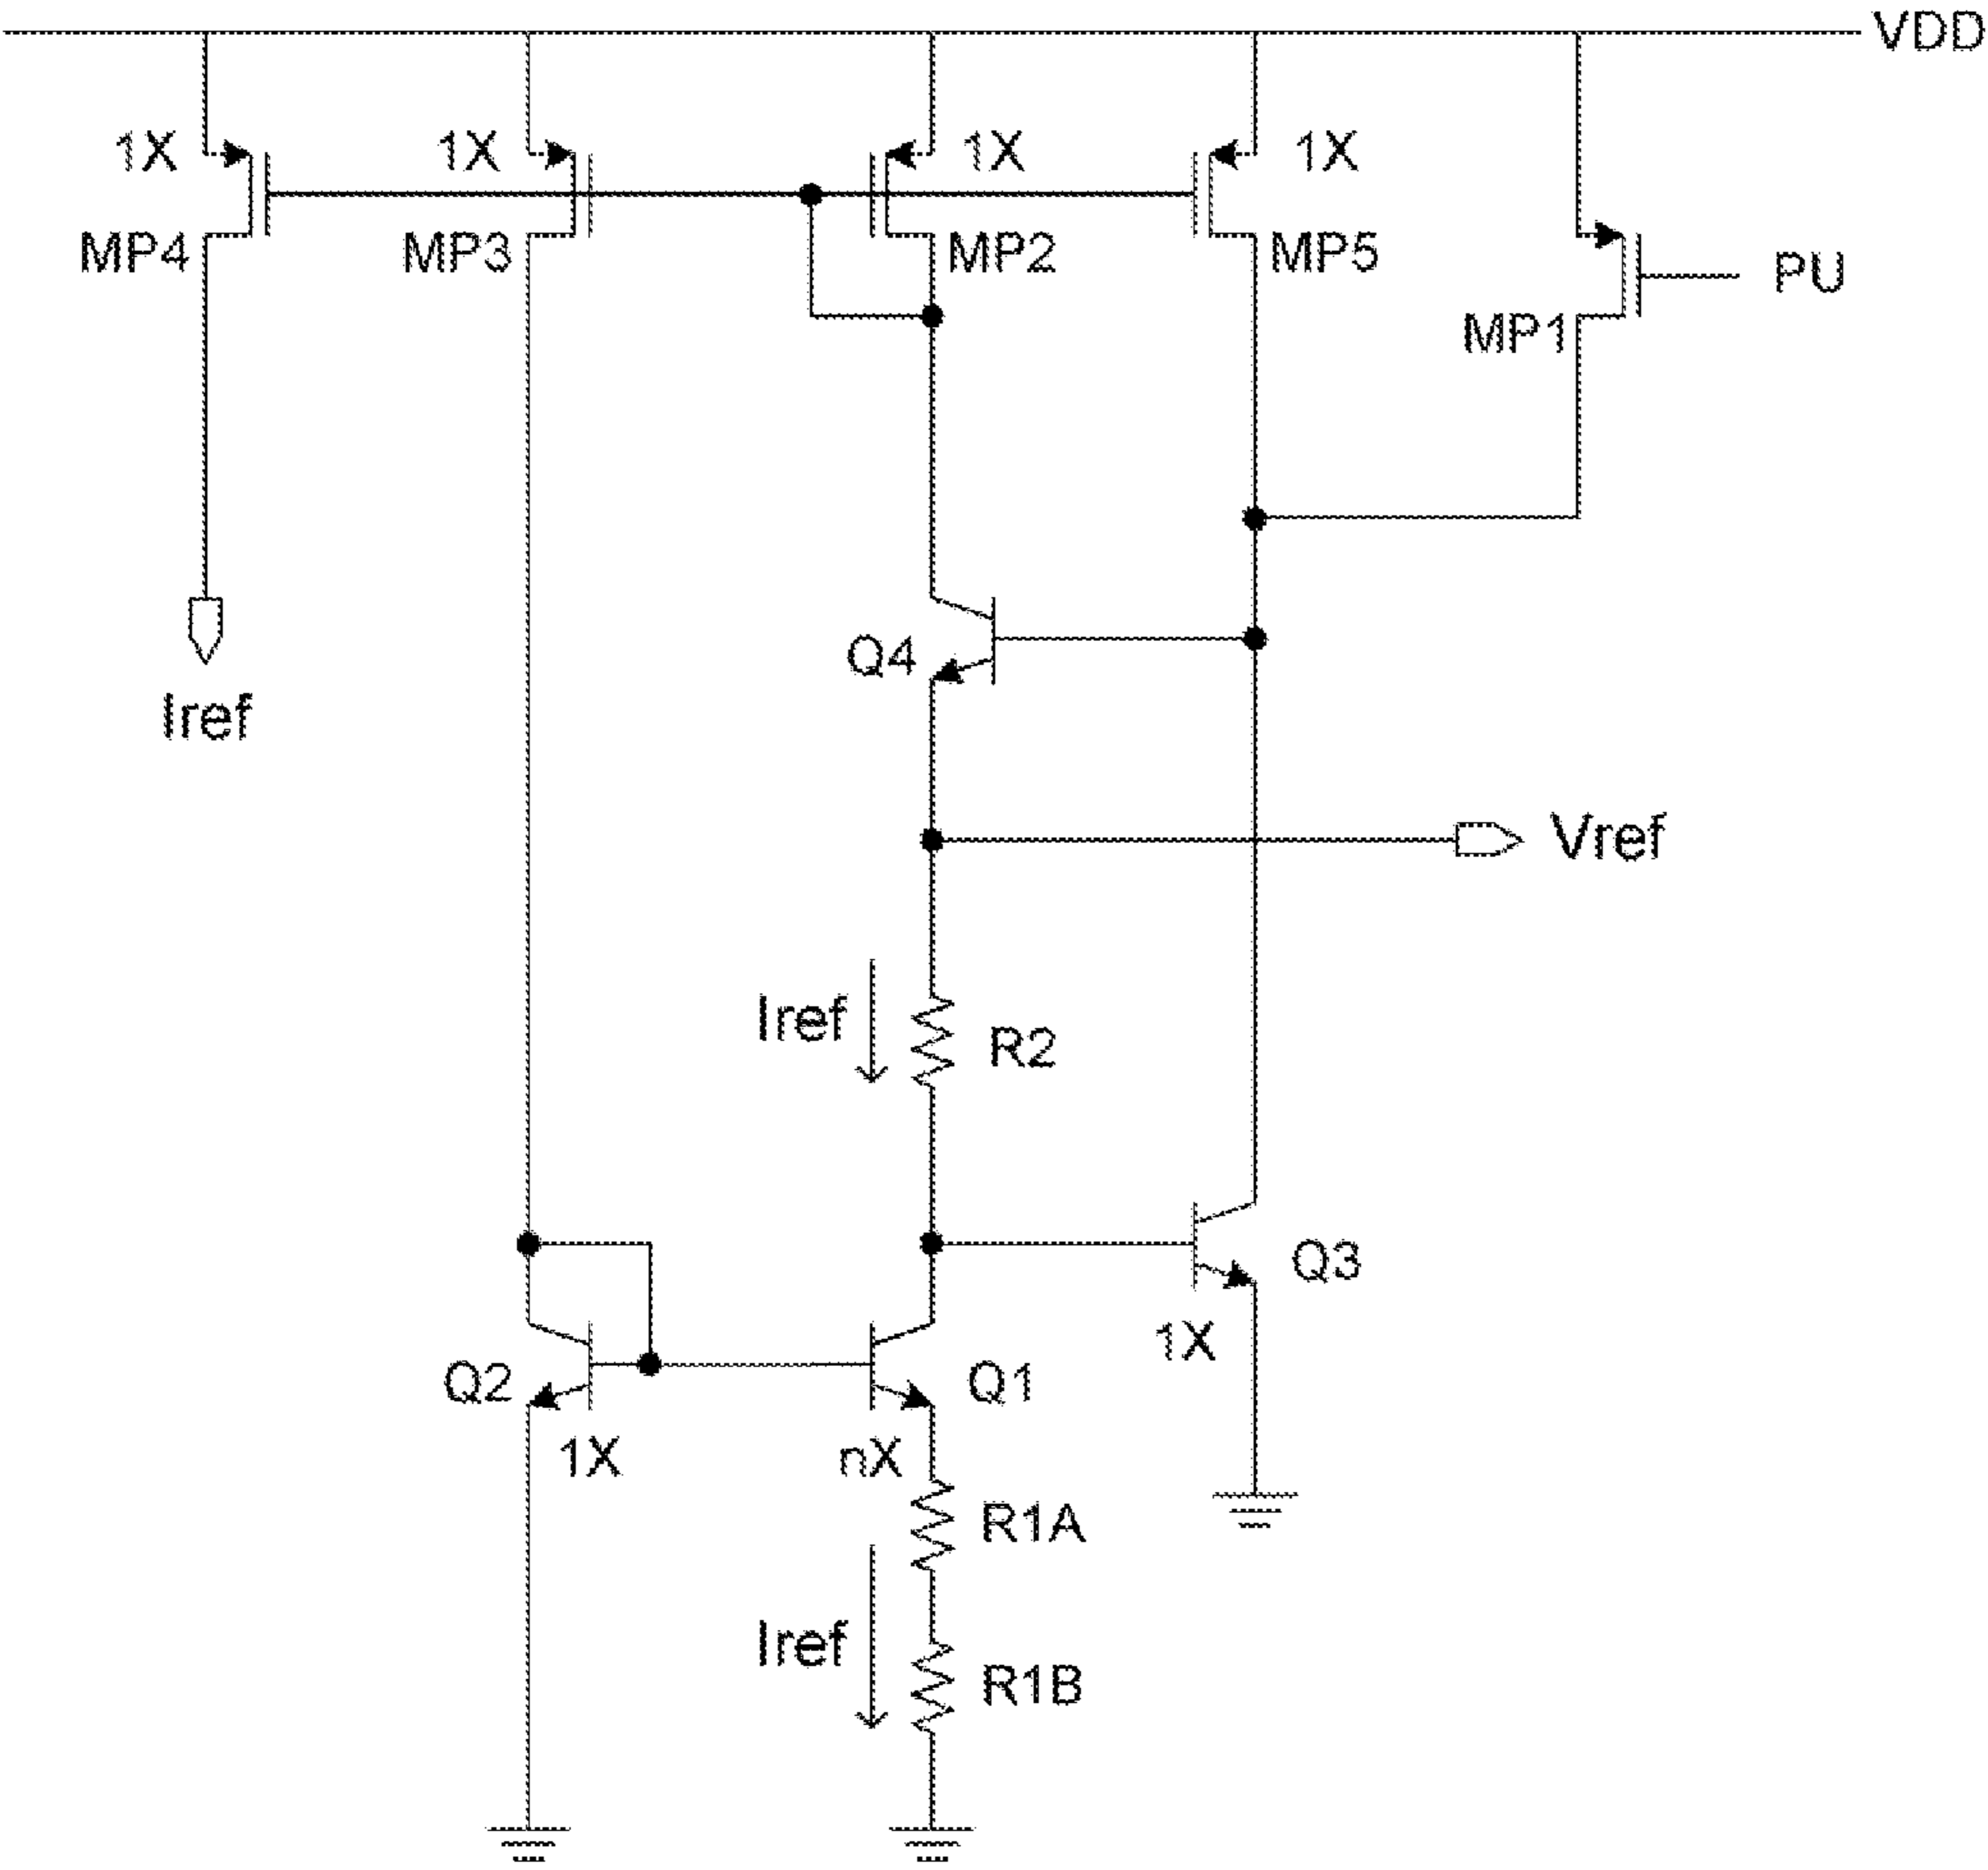 VDD
1X
1X
1X
1X
MP4
MP3
MP2
MP5
PU
MP1
Q4
Iref
Vref
Iref
R2
Q3
1X
Q2
Q1
1X
nX
R1A
Iref
R1B